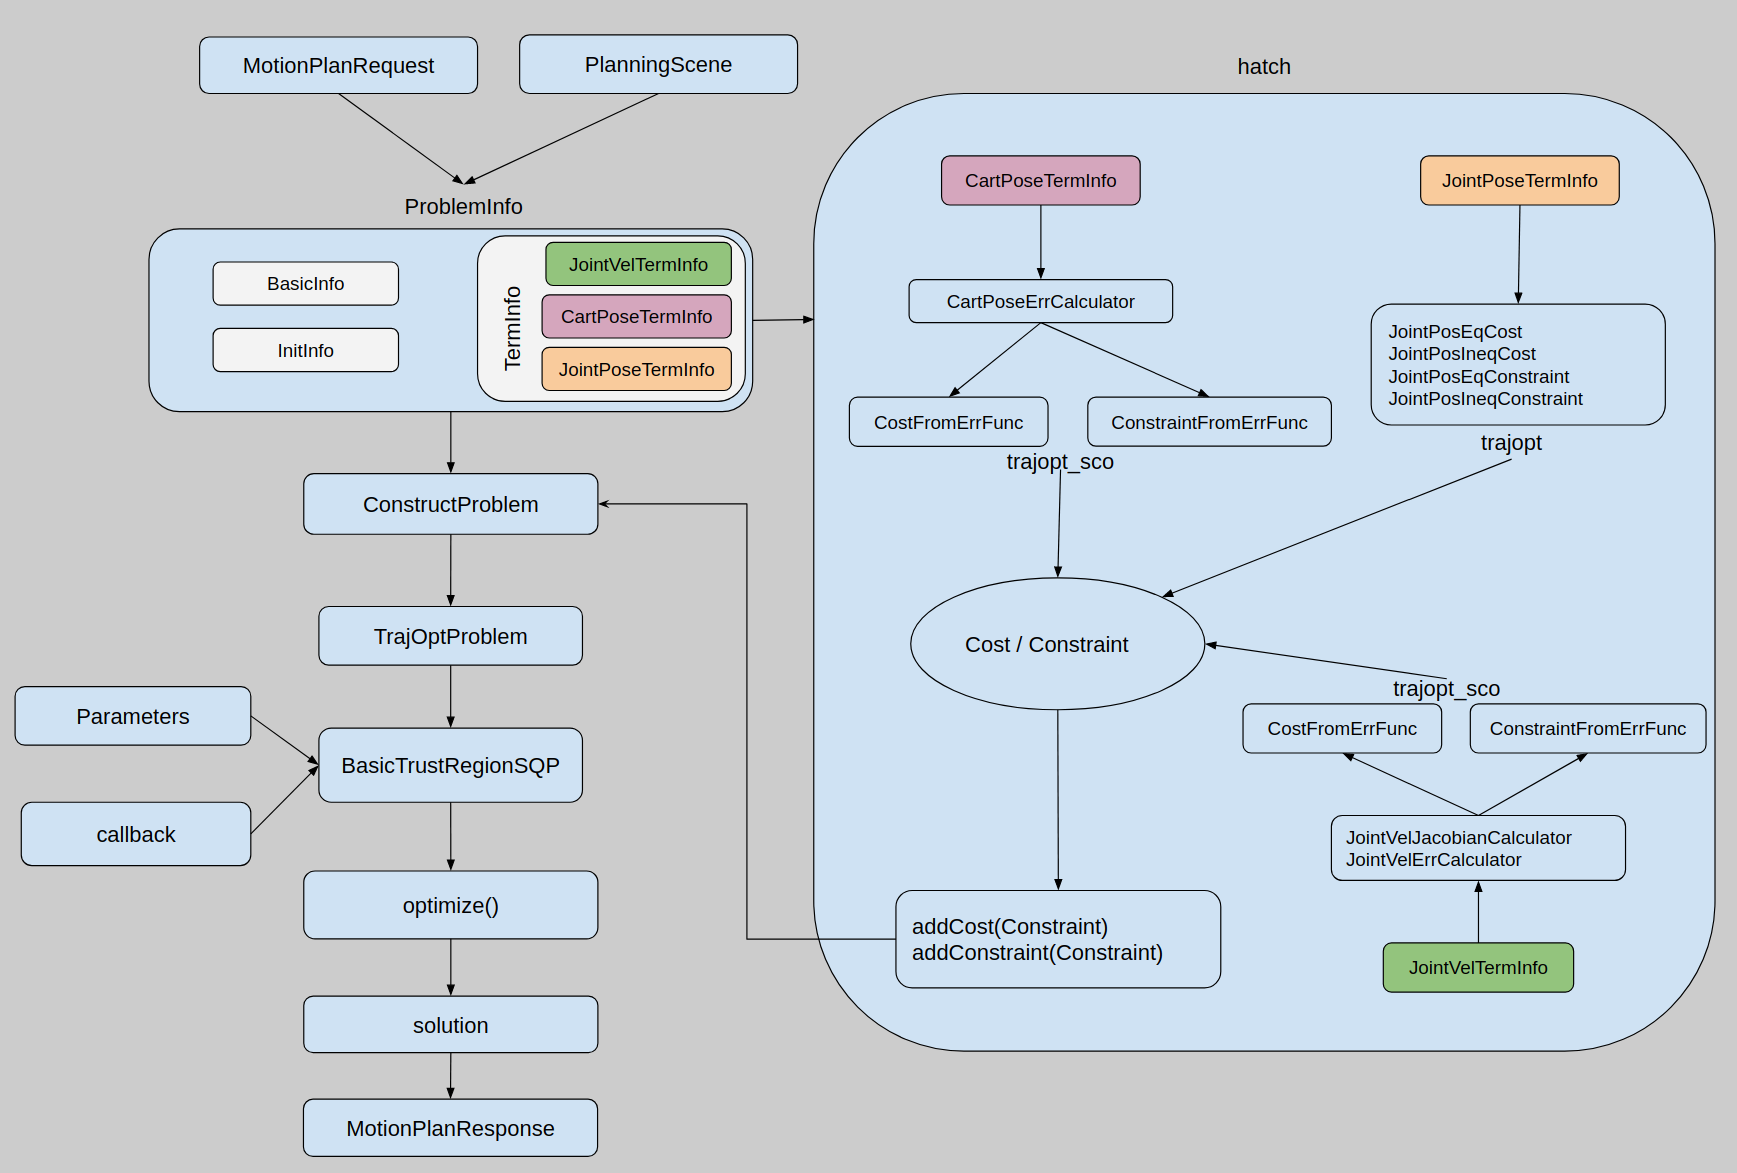 MotionPlanRequest
PlanningScene
ProblemInfo
BasicInfo
InitInfo
TermInfo
JointVelTermInfo
CartPoseTermInfo
JointPoseTermInfo
ConstructProblem
TrajOptProblem
Parameters
callback
BasicTrustRegionSQP
optimize()
solution
MotionPlanResponse
hatch
CartPoseTermInfo
JointPoseTermInfo
CartPoseErrCalculator
JointPosEqCost
JointPosIneqCost
JointPosEqConstraint
JointPosIneqConstraint
CostFromErrFunc
ConstraintFromErrFunc
trajopt_sco
trajopt
Cost / Constraint
trajopt_sco
CostFromErrFunc
ConstraintFromErrFunc
JointVelJacobianCalculator
JointVelErrCalculator
addCost(Constraint)
addConstraint(Constraint)
JointVelTermInfo